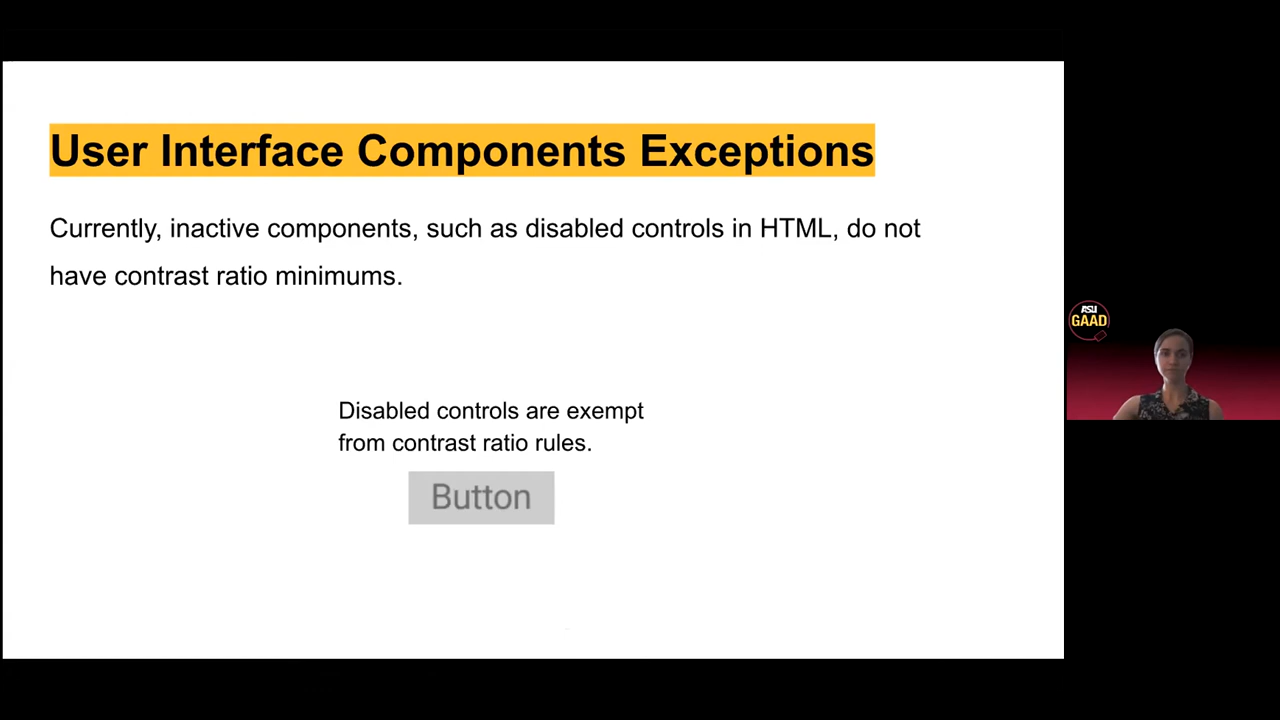 User Interface Components Exceptions
Currently, inactive components, such as disabled controls in HTML, do not
have contrast ratio minimums.
Disabled controls are exempt
from contrast ratio rules.
Button
ASU
GAAD